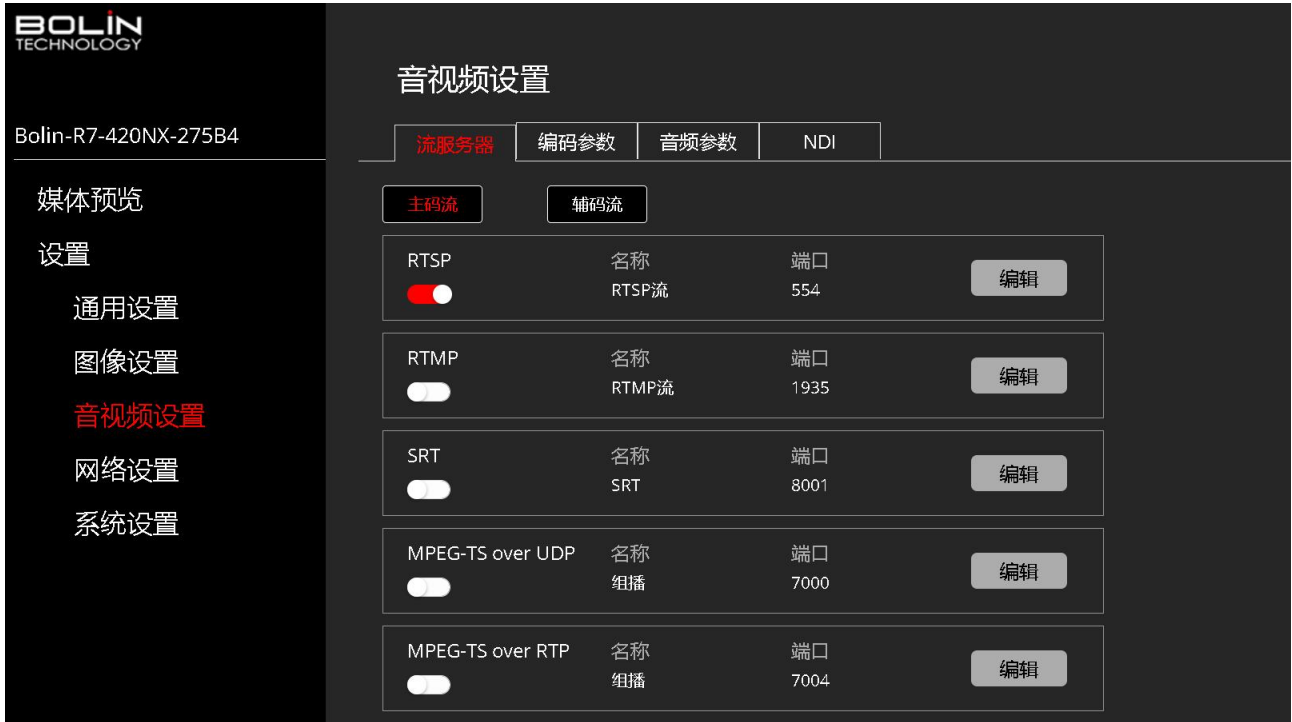 BOLIN
TECHNOLOGY
Bolin-R7-420NX-275B4
媒体预览
设置
通用设置
图像设置
音视频设置
网络设置
系统设置
音视频设置
流服务器 编码参数 音频参数 NDI
主码流 辅码流
RTSP 名称 端口
RTSP流 554 编辑
RTMP 名称 端口
RTMP流 1935 编辑
SRT 名称 端口
SRT 8001 编辑
MPEG-TS over UDP 名称 端口
组播 7000 编辑
MPEG-TS over RTP 名称 端口
组播 7004 编辑